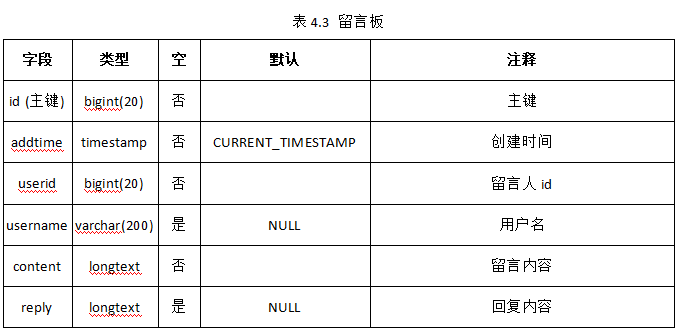 表 4.3 留言板
字段 类型 空 默认 注释
id (主键) bigint(20) 否 主键
addtime timestamp 否 CURRENT_TIMESTAMP 创建时间
userid bigint(20) 否 留言人 id
username varchar(200) 是 NULL 用户名
content longtext 否 留言内容
reply longtext 是 NULL 回复内容